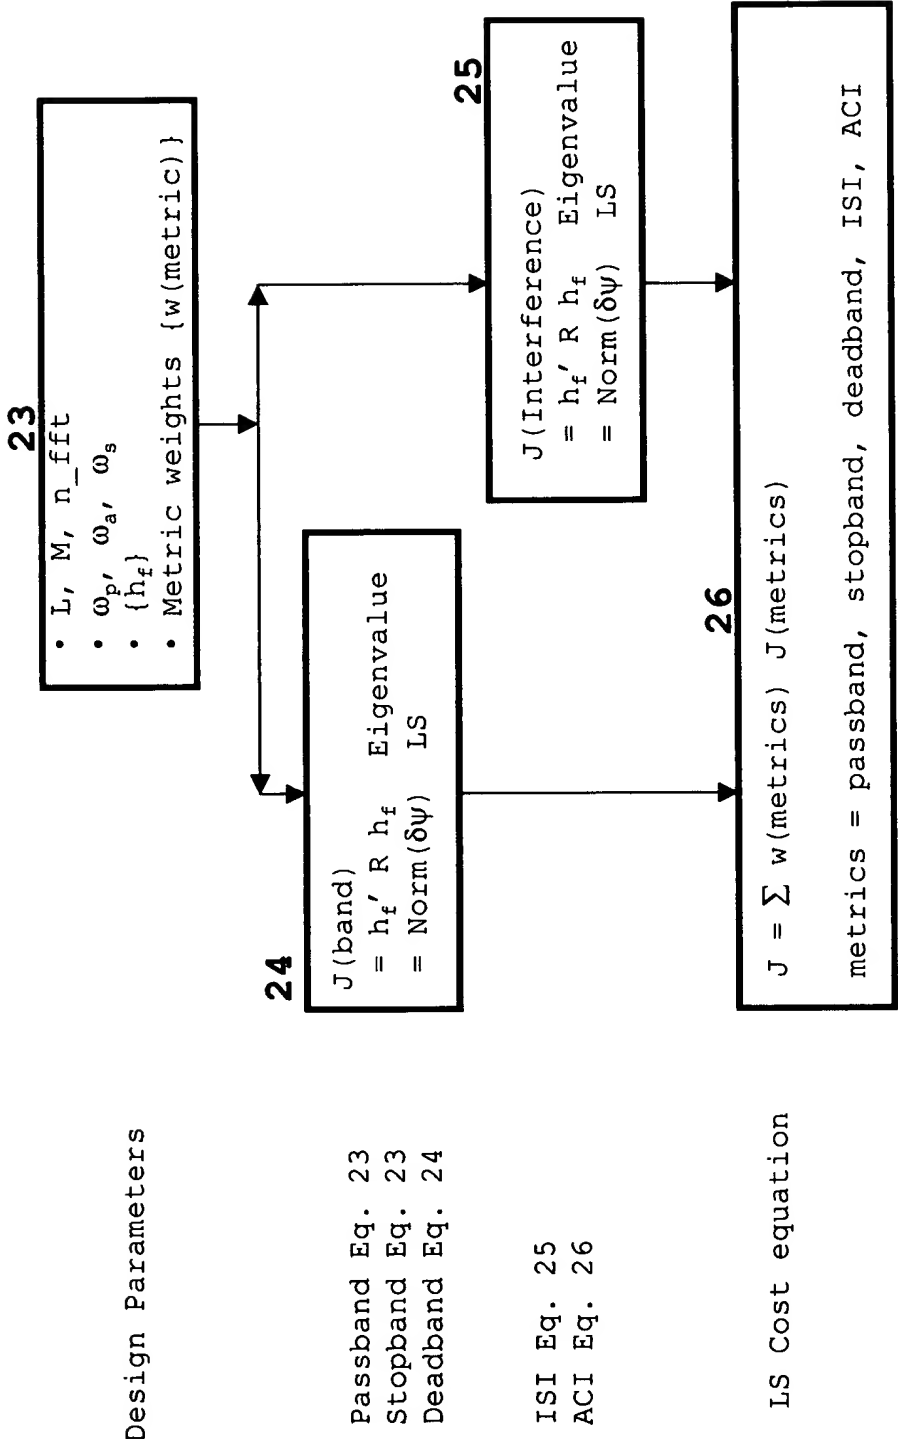 Design Parameters
23
• L, M, n_fft
• ωp, ωa, ωs
• {hf}
• Metric weights {w(metric)}
Passband Eq. 23
Stopband Eq. 23
Deadband Eq. 24
24
J(band)
= hf′ R hf Eigenvalue
= Norm(δψ) LS
ISI Eq. 25
ACI Eq. 26
25
J(Interference)
= hf′ R hf Eigenvalue
= Norm(δψ) LS
LS Cost equation
26
J = ∑ w(metrics) J(metrics)
metrics = passband, stopband, deadband, ISI, ACI